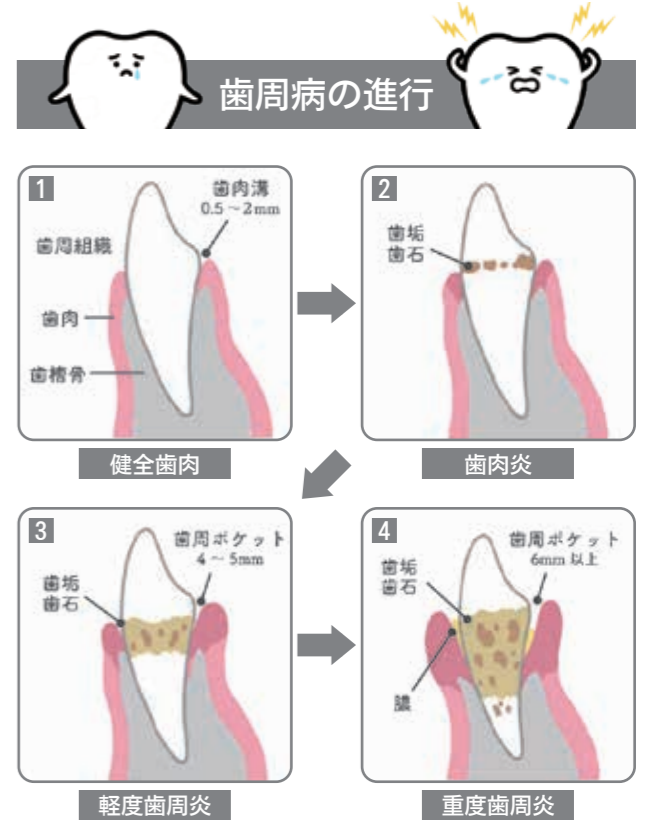 歯周病の進行
1
歯肉溝
0.5～2mm
歯周組織
歯肉
歯槽骨
健全歯肉
2
歯垢
歯石
歯肉炎
3
歯周ポケット
4～5mm
歯垢
歯石
軽度歯周炎
4
歯周ポケット
6mm 以上
歯垢
歯石
膿
重度歯周炎